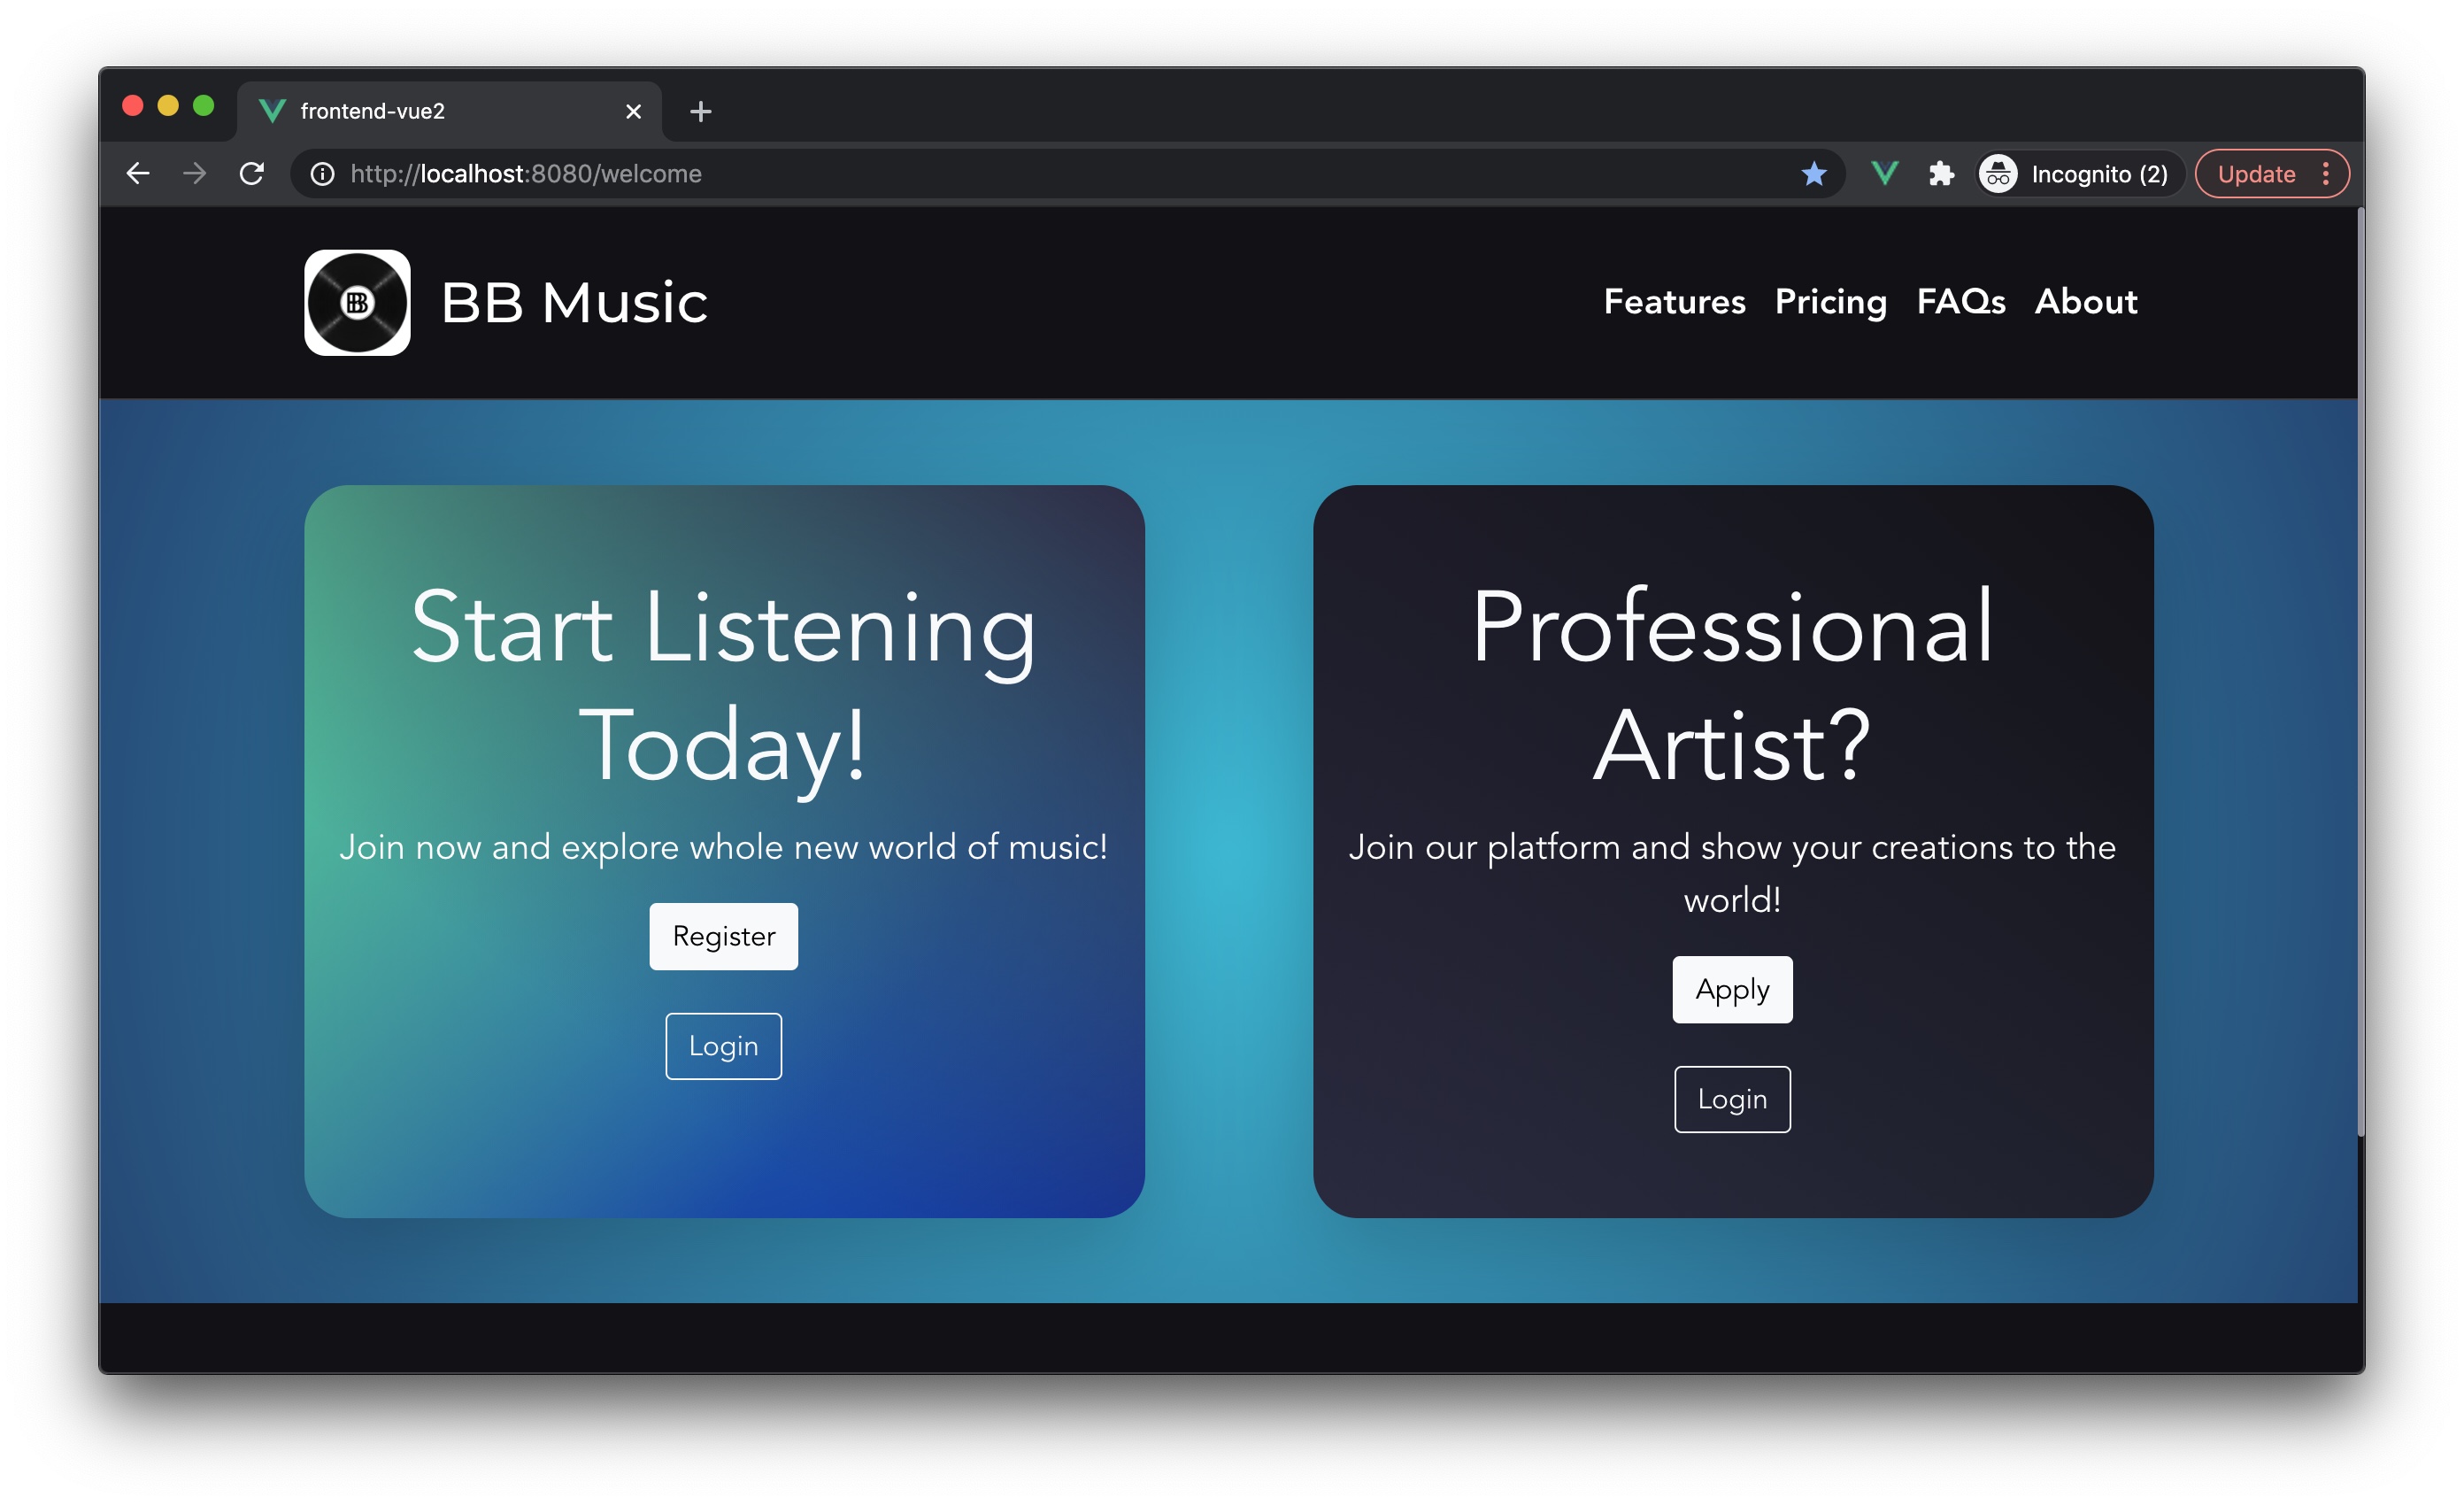 frontend-vue2
http://localhost:8080/welcome
Incognito (2)
Update
BB
BB Music
Features Pricing FAQs About
Start Listening
Today!
Join now and explore whole new world of music!
Register
Login
Professional
Artist?
Join our platform and show your creations to the
world!
Apply
Login